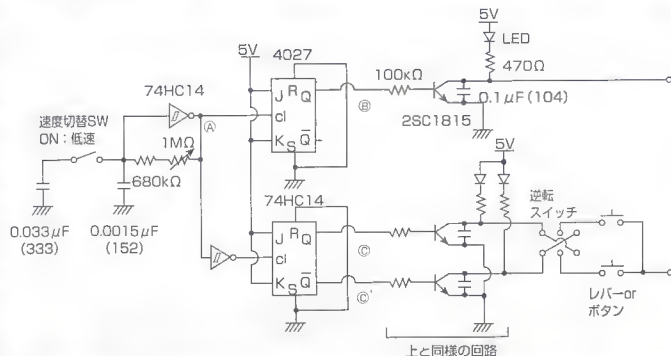 5V
LED
470Ω
5V
4027
100kΩ
J R Q
Ⓑ
0.1μF(104)
2SC1815
74HC14
Ⓐ
cl
K S Q̅
速度切替SW
ON：低速
1MΩ
680kΩ
0.033μF
(333)
0.0015μF
(152)
74HC14
J R Q
Ⓒ
cl
K S Q̅
Ⓒ'
5V
逆転
スイッチ
レバーor
ボタン
上と同様の回路